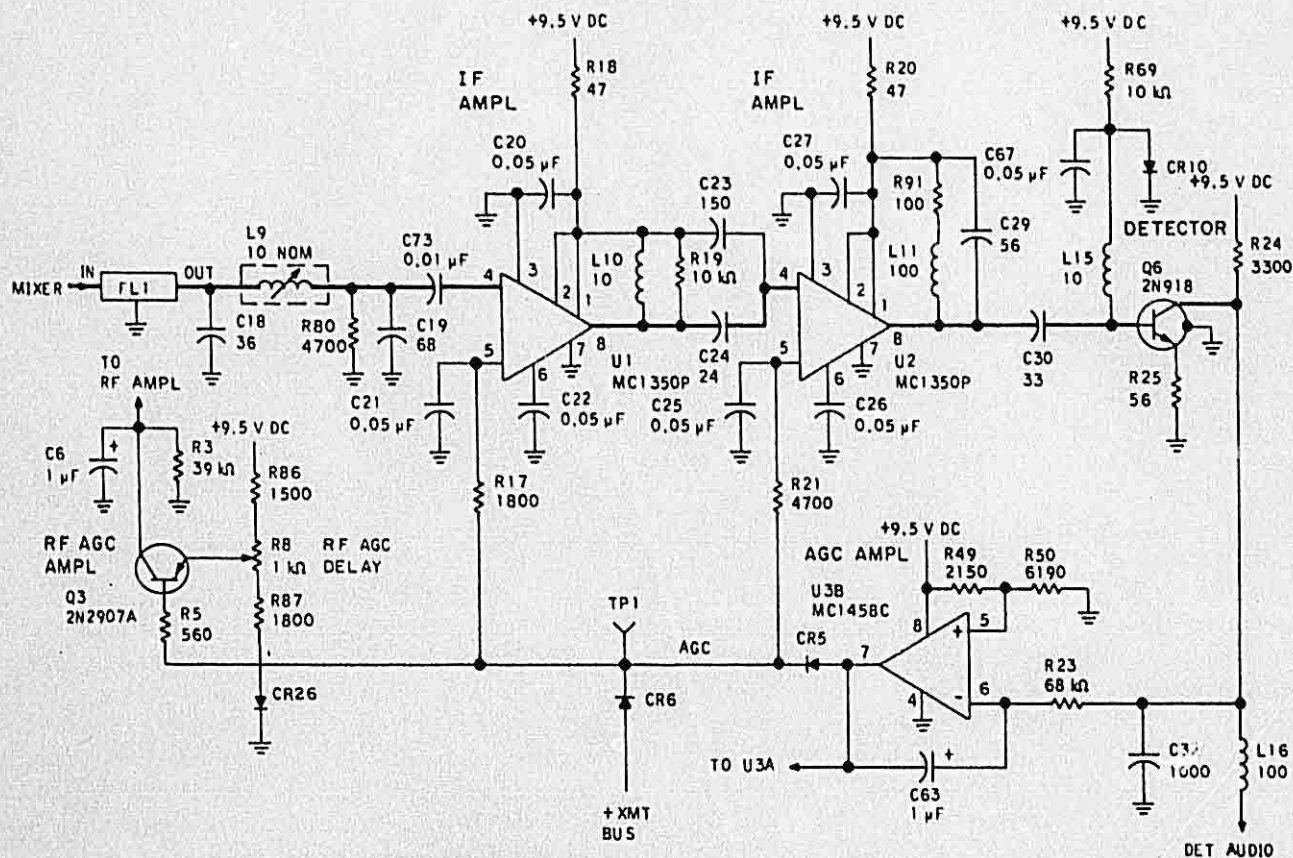 +9.5 V DC
+9.5 V DC
+9.5 V DC
R18
47
R20
47
R69
10 kΩ
IF
AMPL
IF
AMPL
C20
0.05 µF
C27
0.05 µF
C67
0.05 µF
CR10
+9.5 V DC
C23
150
R91
100
C29
56
DETECTOR
L9
10 NOM
C73
0.01 µF
L10
10
R19
10 kΩ
L11
100
L15
10
Q6
2N918
R24
3300
MIXER
IN
FL1
OUT
4
3
2
1
4
3
2
1
C18
36
R80
4700
C19
68
5
6
7
8
U1
MC1350P
C24
24
5
6
7
8
U2
MC1350P
C30
33
R25
56
TO
RF AMPL
C21
0.05 µF
C22
0.05 µF
C25
0.05 µF
C26
0.05 µF
C6
1 µF
+
R3
39 kΩ
+9.5 V DC
R86
1500
R17
1800
R21
4700
RF AGC
AMPL
Q3
2N2907A
R8
1 kΩ
RF AGC
DELAY
R5
560
R87
1800
CR26
TP1
AGC
CR6
+ XMT
BUS
+9.5 V DC
AGC AMPL
U3B
MC1458C
R49
2150
R50
6190
CR5
7
8
+
5
4
-
6
R23
68 kΩ
TO U3A
+
C63
1 µF
1000
L16
100
DET AUDIO